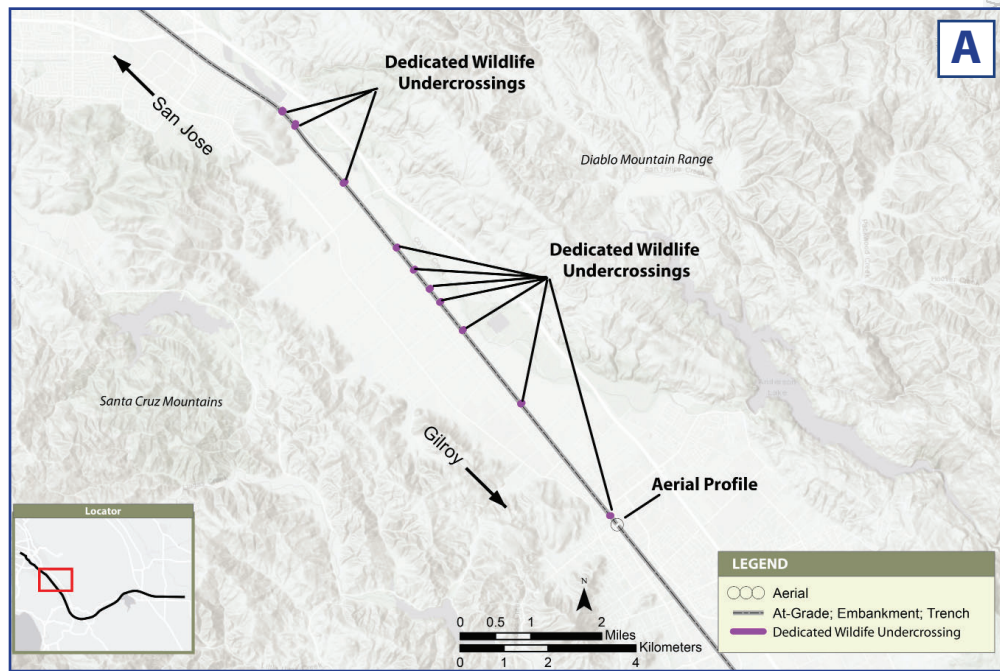 A
Dedicated Wildlife
Undercrossings
San Jose
Diablo Mountain Range
Dedicated Wildlife
Undercrossings
Santa Cruz Mountains
Gilroy
Aerial Profile
Locator
N
0 0.5 1 2
Miles
Kilometers
0 1 2 4
LEGEND
Aerial
At-Grade; Embankment; Trench
Dedicated Wildlife Undercrossing